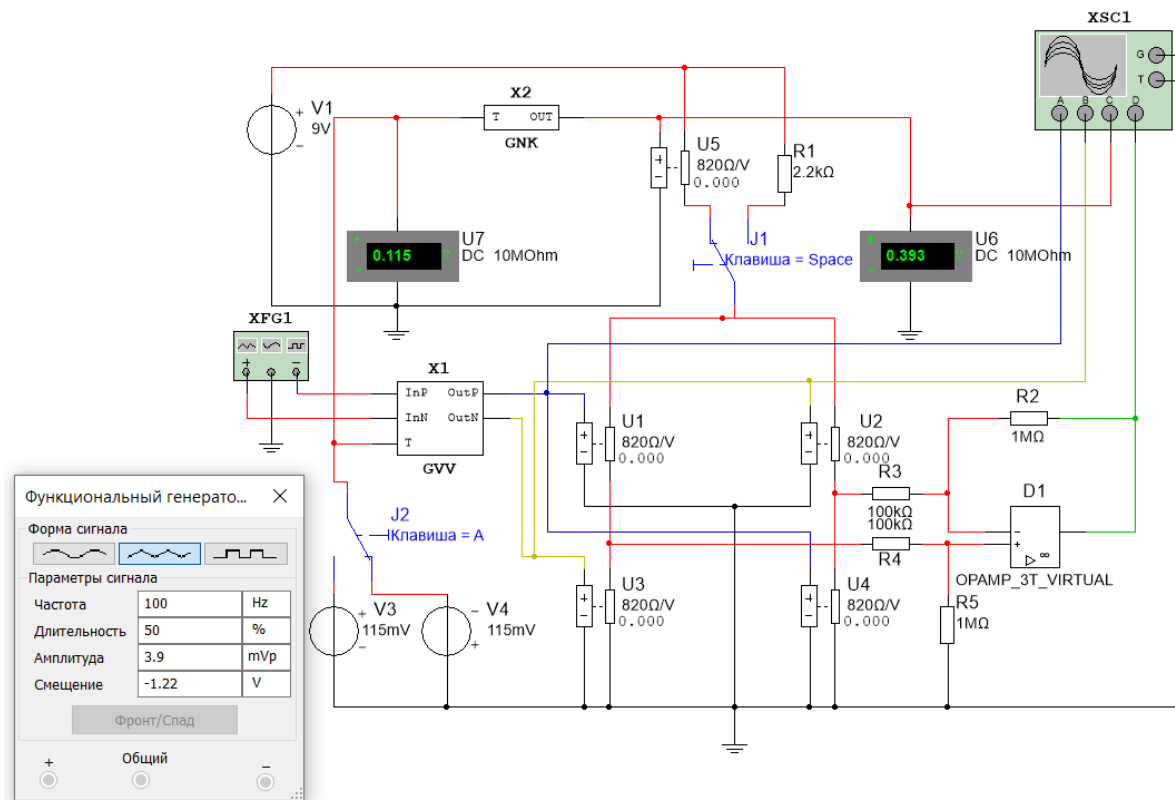 XSC1
G
T
A
B
C
D
X2
T OUT
GNK
V1
9V
+
−
U5
820Ω/V
0.000
R1
2.2kΩ
U7
DC 10MOhm
0.115
V
J1
Клавиша = Space
U6
DC 10MOhm
0.393
V
XFG1
X1
InP OutP
InN OutN
T
GVV
U1
820Ω/V
0.000
U2
820Ω/V
0.000
R2
1MΩ
R3
100kΩ
100kΩ
R4
D1
∞
OPAMP_3T_VIRTUAL
J2
Клавиша = A
V3
115mV
V4
115mV
U3
820Ω/V
0.000
U4
820Ω/V
0.000
R5
1MΩ
Функциональный генерато...
Форма сигнала
Параметры сигнала
Частота 100 Hz
Длительность 50 %
Амплитуда 3.9 mVp
Смещение -1.22 V
Фронт/Спад
+ Общий −